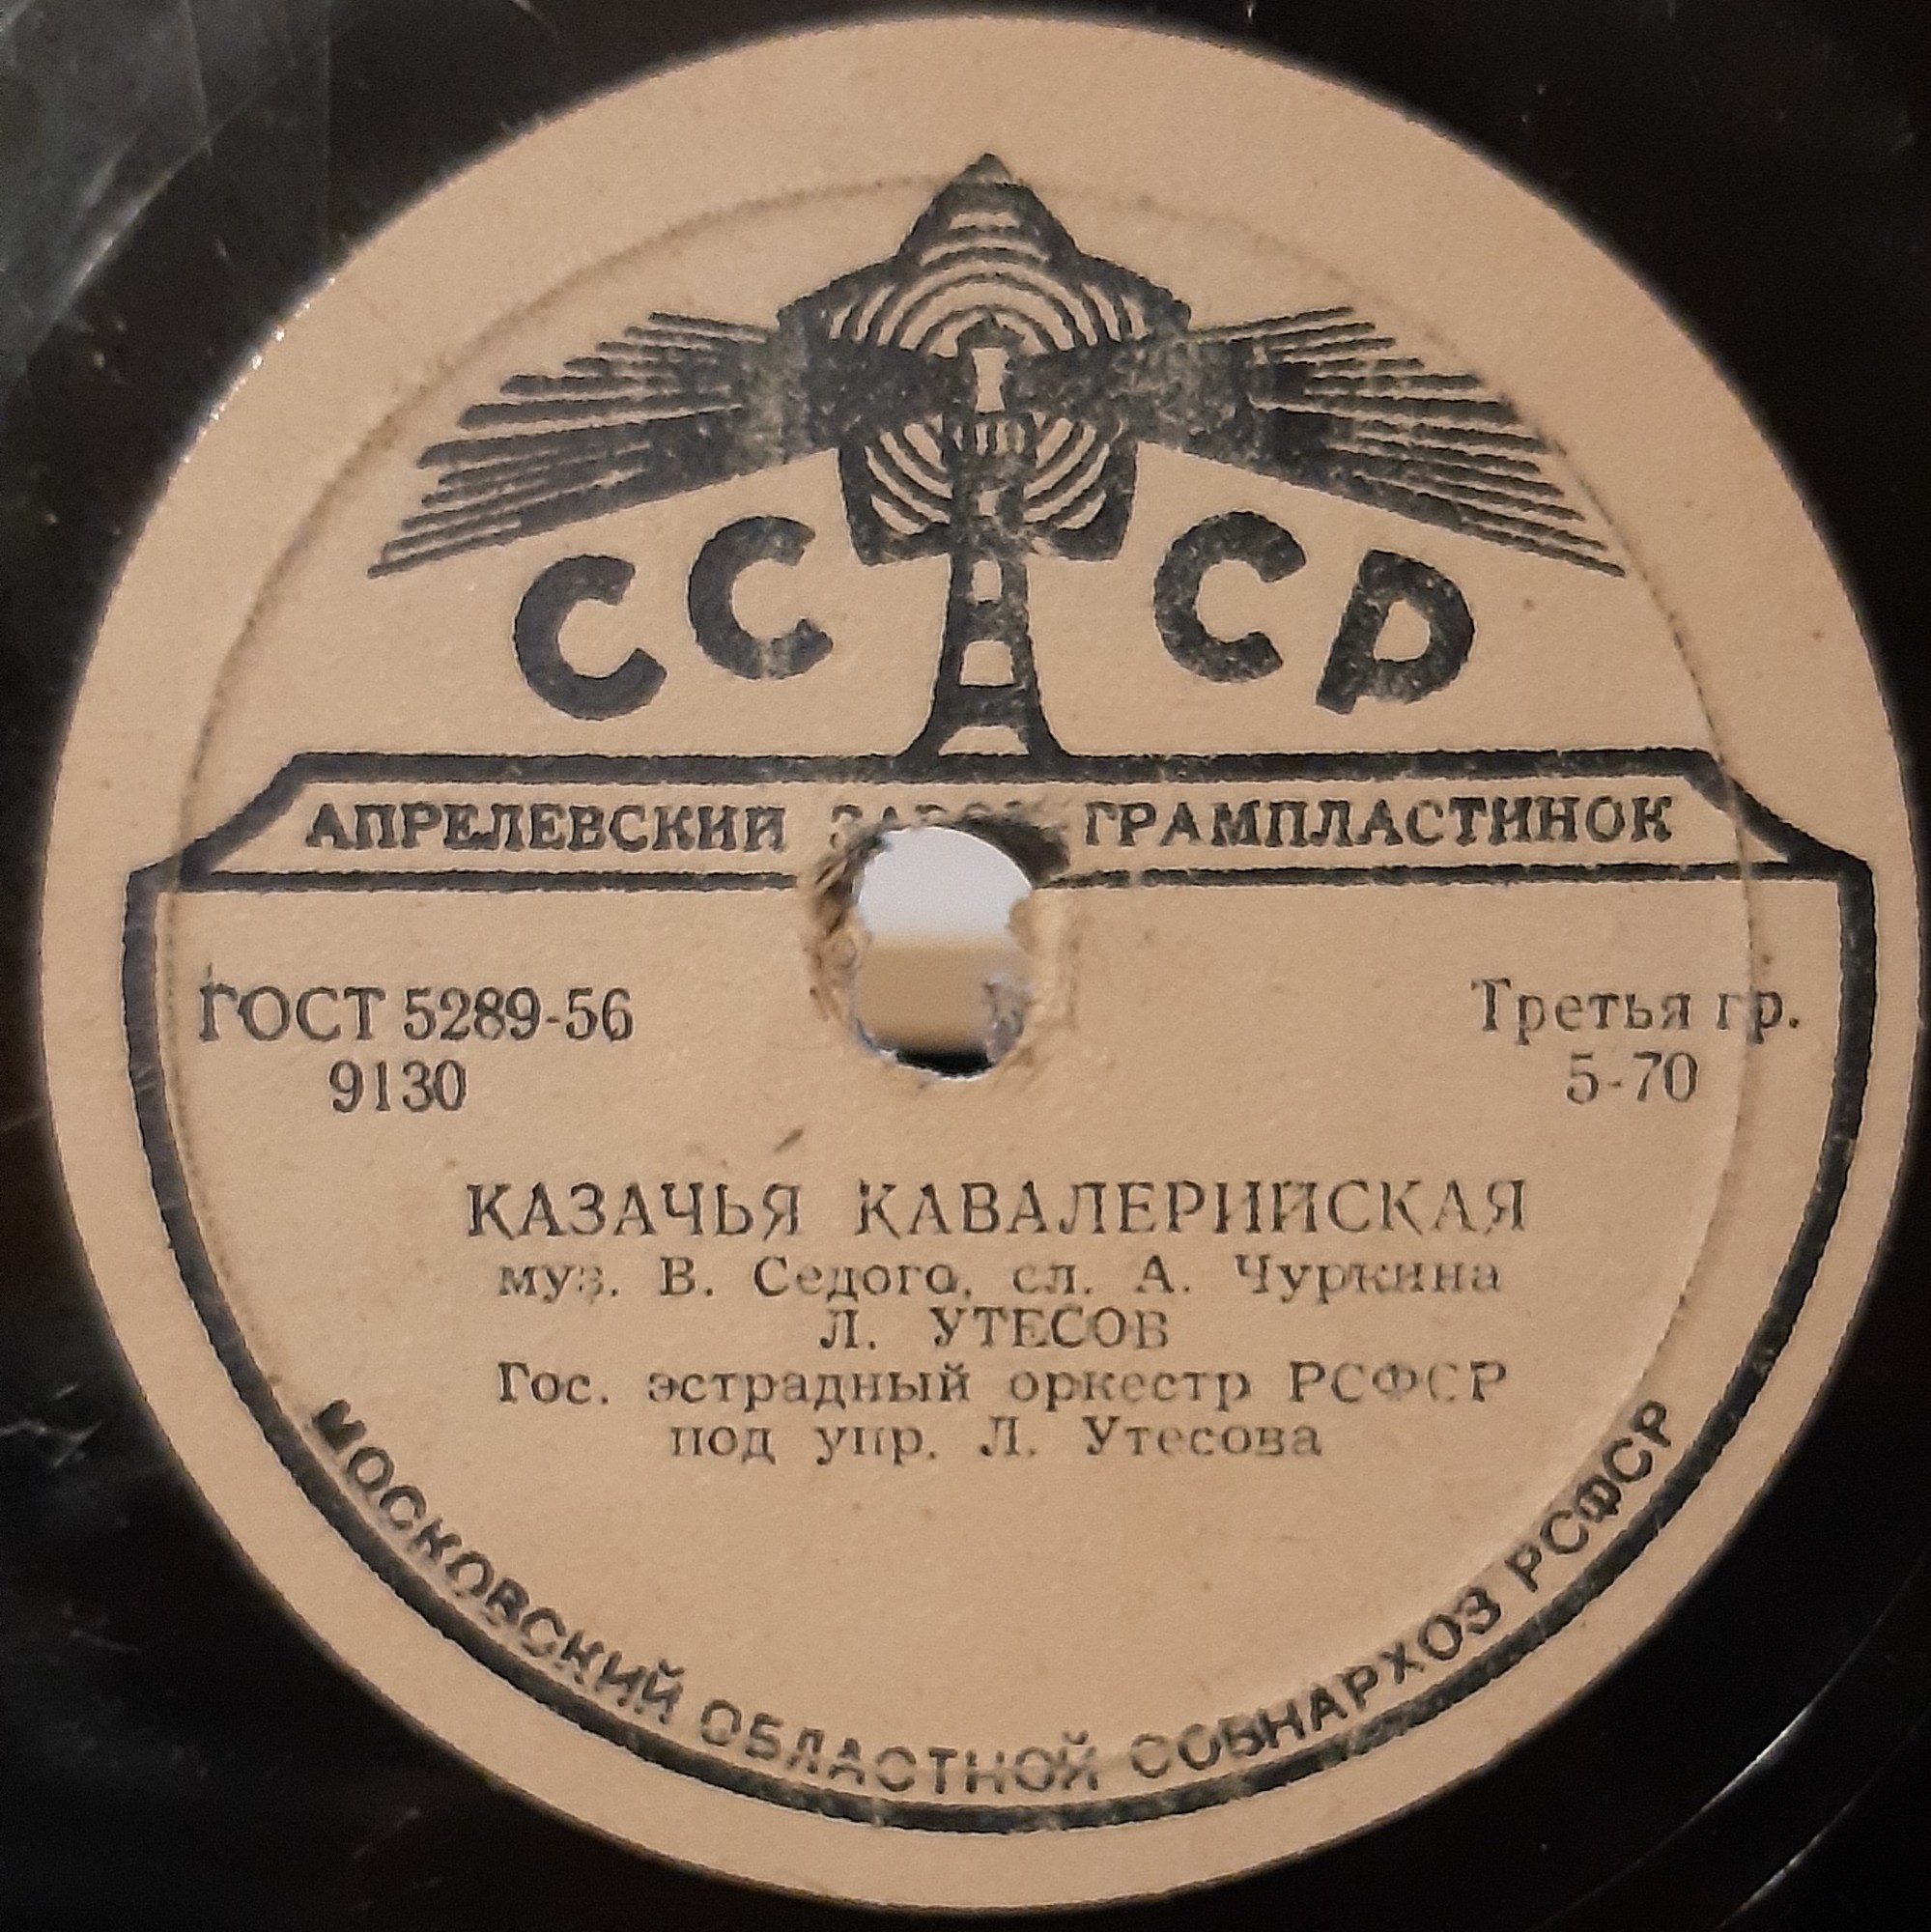 СССР
АПРЕЛЕВСКИЙ ЗАВОД ГРАМПЛАСТИНОК
ГОСТ 5289-56
9130
Третья гр.
5-70
КАЗАЧЬЯ КАВАЛЕРИЙСКАЯ
муз. В. Седого, сл. А. Чуркина
Л. УТЕСОВ
Гос. эстрадный оркестр РСФСР
под упр. Л. Утесова
МОСКОВСКИЙ ОБЛАСТНОЙ СОВНАРХОЗ РСФСР